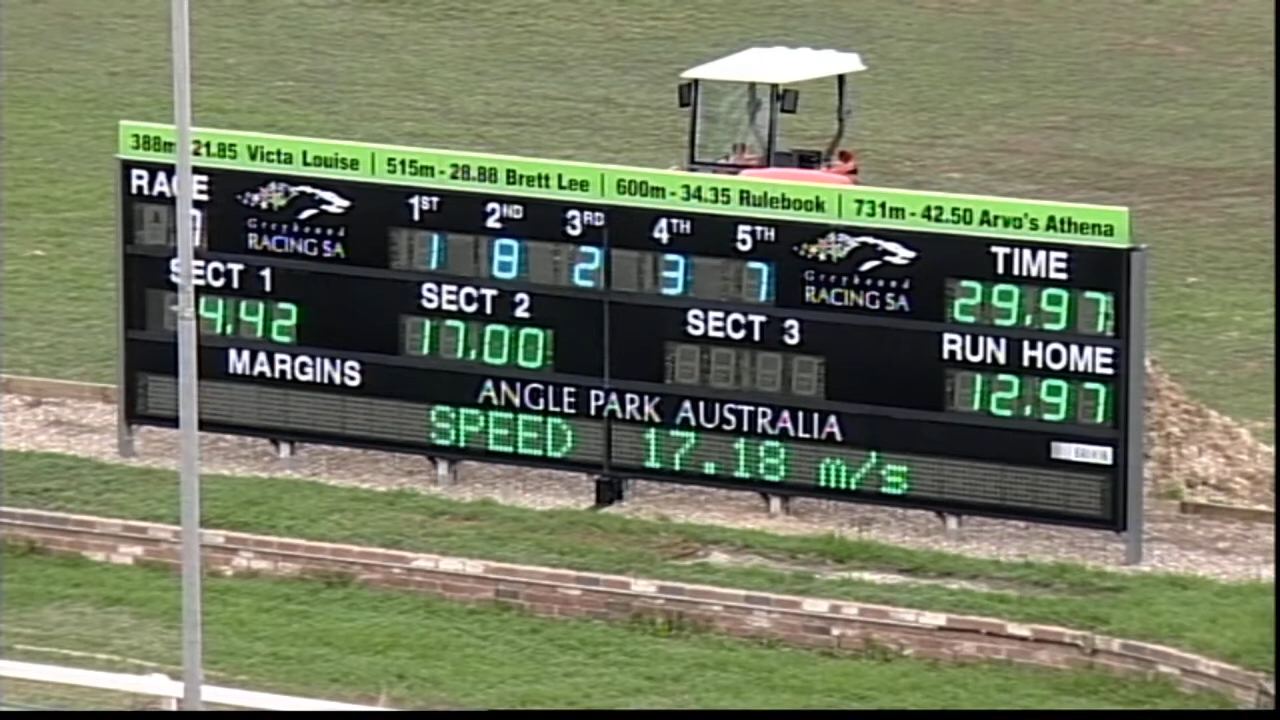 388m 21.85 Victa Louise | 515m - 28.88 Brett Lee | 600m - 34.35 Rulebook | 731m - 42.50 Arvo's Athena
RACE
Greyhound
RACING SA
1ST 2ND 3RD 4TH 5TH
1 8 2 3 7
Greyhound
RACING SA
TIME
29.97
SECT 1
4.42
SECT 2
17.00
SECT 3
RUN HOME
12.97
MARGINS
ANGLE PARK AUSTRALIA
SPEED 17.18 m/s